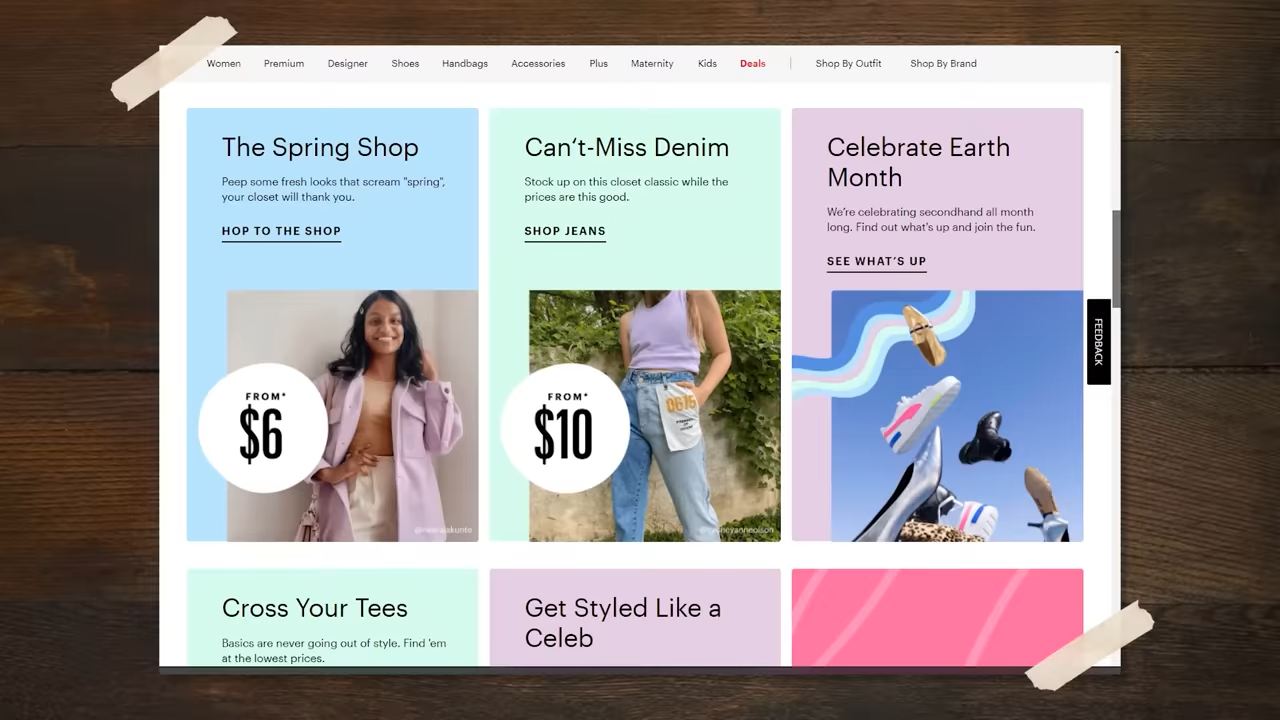 Women Premium Designer Shoes Handbags Accessories Plus Maternity Kids Deals Shop By Outfit Shop By Brand
The Spring Shop
Peep some fresh looks that scream "spring",
your closet will thank you.
HOP TO THE SHOP
FROM*
$6
Can't-Miss Denim
Stock up on this closet classic while the
prices are this good.
SHOP JEANS
FROM*
$10
Celebrate Earth
Month
We're celebrating secondhand all month
long. Find out what's up and join the fun.
SEE WHAT'S UP
FEEDBACK
Cross Your Tees
Basics are never going out of style. Find 'em
at the lowest prices.
Get Styled Like a
Celeb